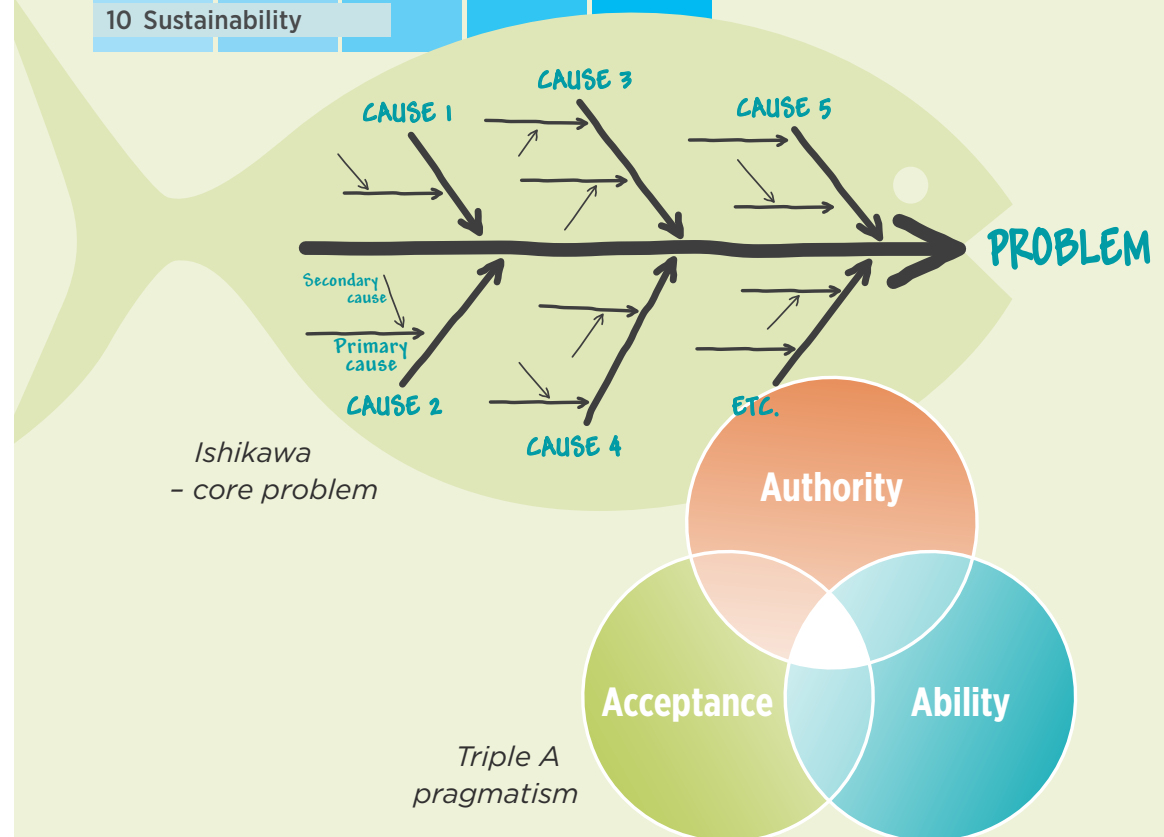 10 Sustainability
CAUSE 1
CAUSE 3
CAUSE 5
PROBLEM
Secondary
cause
Primary
cause
CAUSE 2
CAUSE 4
ETC.
Ishikawa
– core problem
Authority
Acceptance
Ability
Triple A
pragmatism